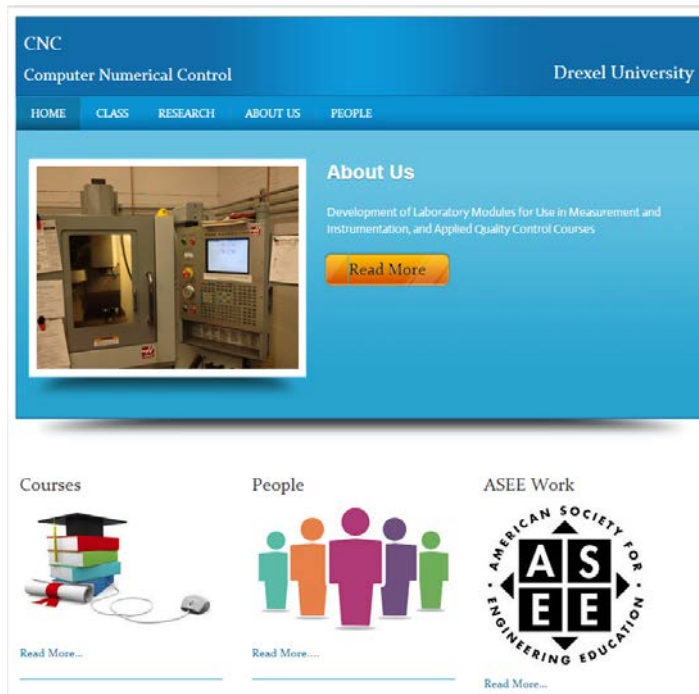 CNC
Computer Numerical Control
Drexel University
HOME CLASS RESEARCH ABOUT US PEOPLE
About Us
Development of Laboratory Modules for Use in Measurement and
Instrumentation, and Applied Quality Control Courses
Read More
Courses
People
ASEE Work
AMERICAN SOCIETY FOR
ENGINEERING EDUCATION
AS
EE
Read More...
Read More....
Read More...